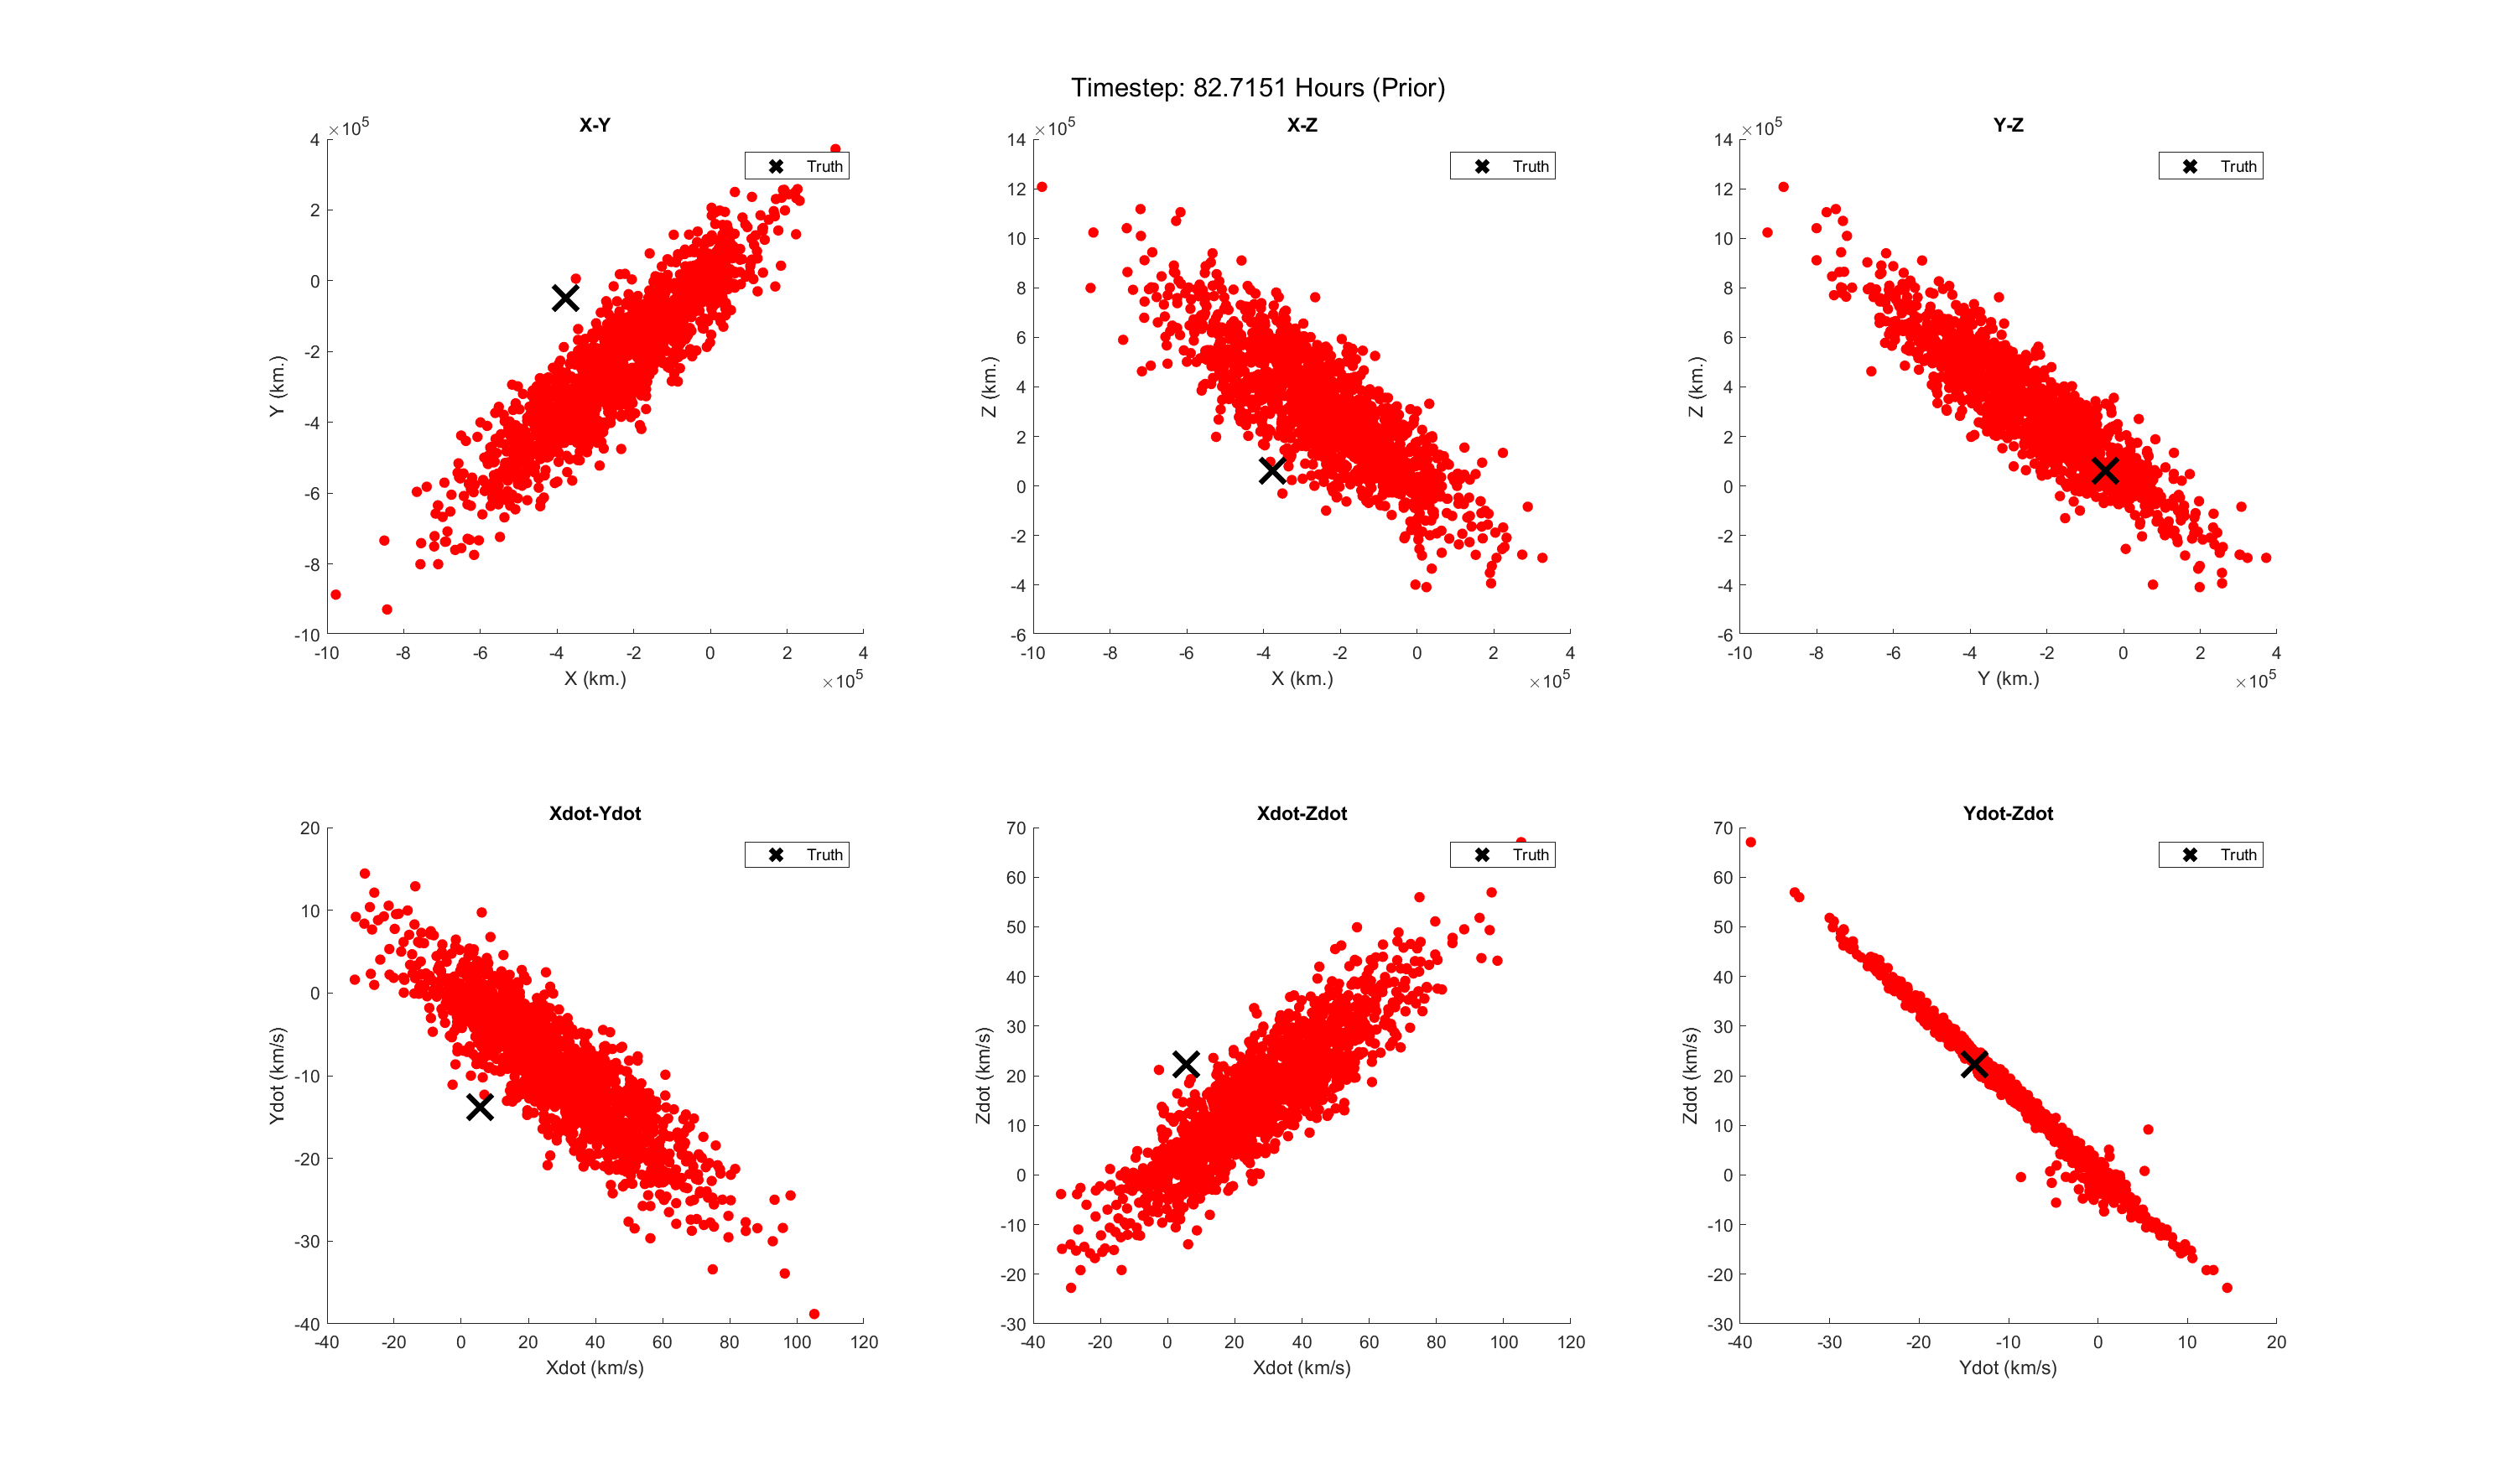 Timestep: 82.7151 Hours (Prior)
X-Y
×10^5
Truth
4
2
0
-2
-4
-6
-8
-10
Y (km.)
-10 -8 -6 -4 -2 0 2 4
X (km.)
×10^5
X-Z
×10^5
Truth
14
12
10
8
6
4
2
0
-2
-4
-6
Z (km.)
-10 -8 -6 -4 -2 0 2 4
X (km.)
×10^5
Y-Z
×10^5
Truth
14
12
10
8
6
4
2
0
-2
-4
-6
Z (km.)
-10 -8 -6 -4 -2 0 2 4
Y (km.)
×10^5
Xdot-Ydot
Truth
20
10
0
-10
-20
-30
-40
Ydot (km/s)
-40 -20 0 20 40 60 80 100 120
Xdot (km/s)
Xdot-Zdot
Truth
70
60
50
40
30
20
10
0
-10
-20
-30
Zdot (km/s)
-40 -20 0 20 40 60 80 100 120
Xdot (km/s)
Ydot-Zdot
Truth
70
60
50
40
30
20
10
0
-10
-20
-30
Zdot (km/s)
-40 -30 -20 -10 0 10 20
Ydot (km/s)